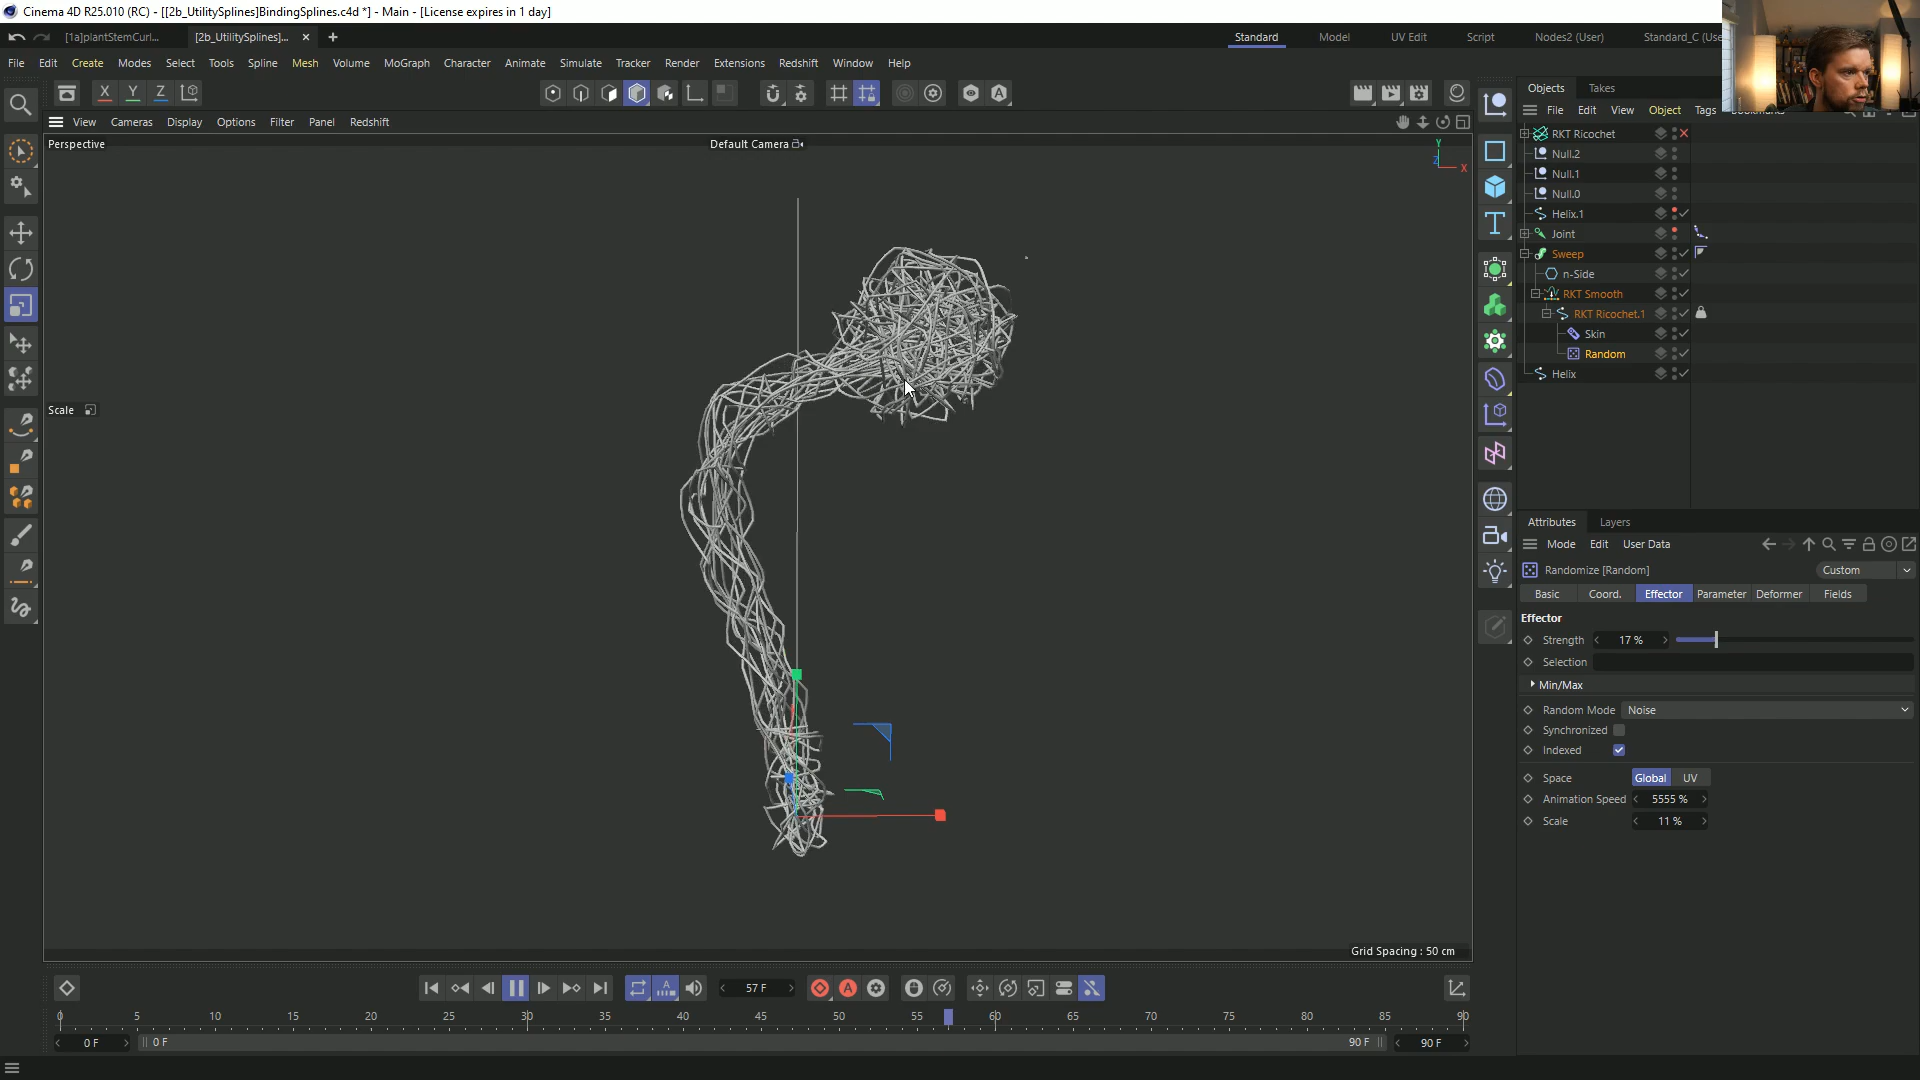 Cinema 4D R25.010 (RC) - [[2b_UtilitySplines]BindingSplines.c4d *] - Main - [License expires in 1 day]
[1a]plantStemCurl...
[2b_UtilitySplines]...
Standard
Model
UV Edit
Script
Nodes2 (User)
Standard_C (Use
File Edit Create Modes Select Tools Spline Mesh Volume MoGraph Character Animate Simulate Tracker Render Extensions Redshift Window Help
X Y Z
View Cameras Display Options Filter Panel Redshift
Perspective
Default Camera
Y
Z
X
Scale
Grid Spacing : 50 cm
Objects Takes
File Edit View Object Tags
RKT Ricochet
Null.2
Null.1
Null.0
Helix.1
Joint
Sweep
n-Side
RKT Smooth
RKT Ricochet.1
Skin
Random
Helix
Attributes Layers
Mode Edit User Data
Randomize [Random]
Custom
Basic Coord. Effector Parameter Deformer Fields
Effector
Strength 17 %
Selection
Min/Max
Random Mode Noise
Synchronized
Indexed
Space Global UV
Animation Speed 5555 %
Scale 11 %
57 F
0 5 10 15 20 25 30 35 40 45 50 55 60 65 70 75 80 85 90
0 F
0 F
90 F
90 F